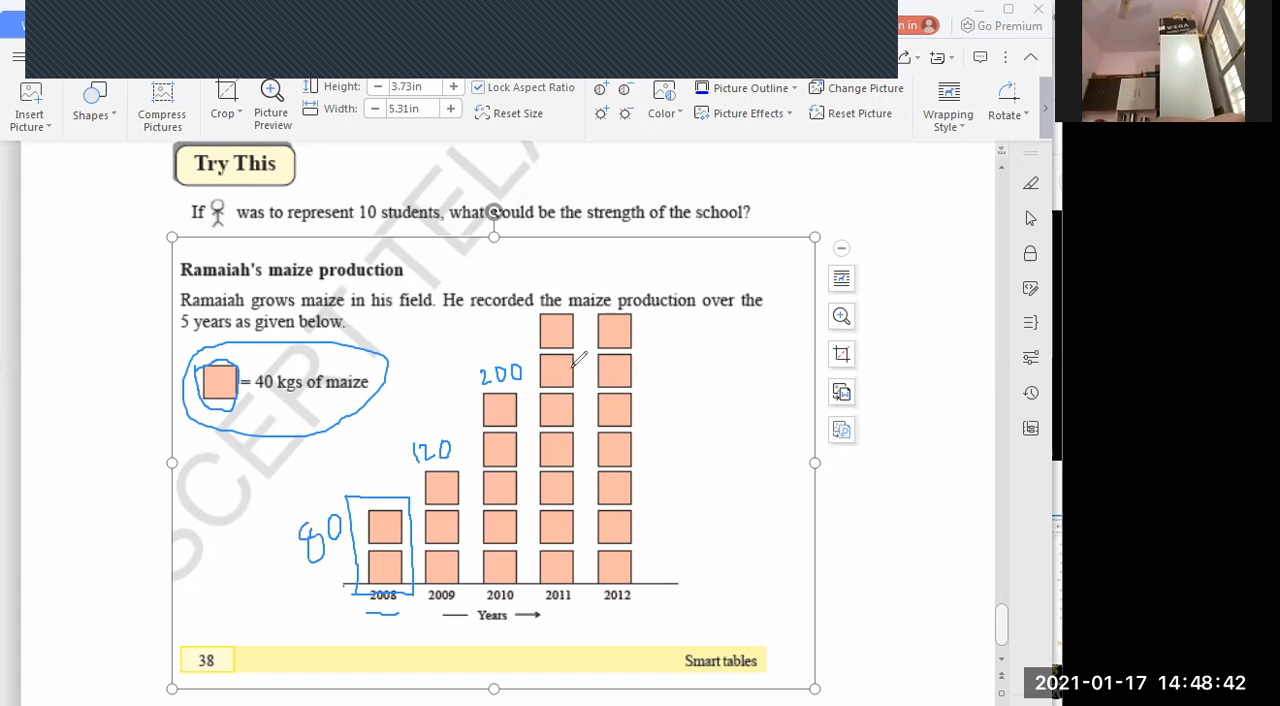 n in
Go Premium
Insert Picture
Shapes
Compress Pictures
Crop
Picture Preview
Height: 3.73in
Width: 5.31in
Lock Aspect Ratio
Reset Size
Color
Picture Outline
Picture Effects
Change Picture
Reset Picture
Wrapping Style
Rotate
Try This
If was to represent 10 students, what would be the strength of the school?
Ramaiah's maize production
Ramaiah grows maize in his field. He recorded the maize production over the
5 years as given below.
= 40 kgs of maize
200
120
80
2008 2009 2010 2011 2012
Years
38 Smart tables
SCERT TELA
2021-01-17 14:48:42